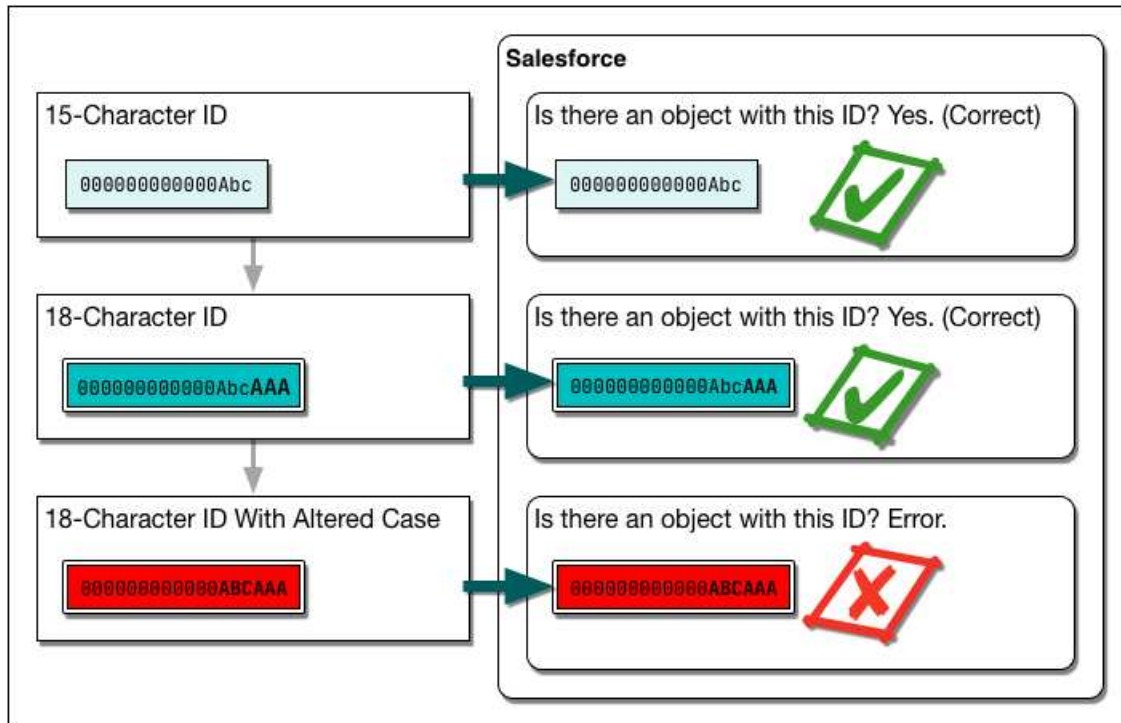 Salesforce
15-Character ID
000000000000Abc
Is there an object with this ID? Yes. (Correct)
000000000000Abc
18-Character ID
000000000000AbcAAA
Is there an object with this ID? Yes. (Correct)
000000000000AbcAAA
18-Character ID With Altered Case
000000000000ABCAAA
Is there an object with this ID? Error.
000000000000ABCAAA